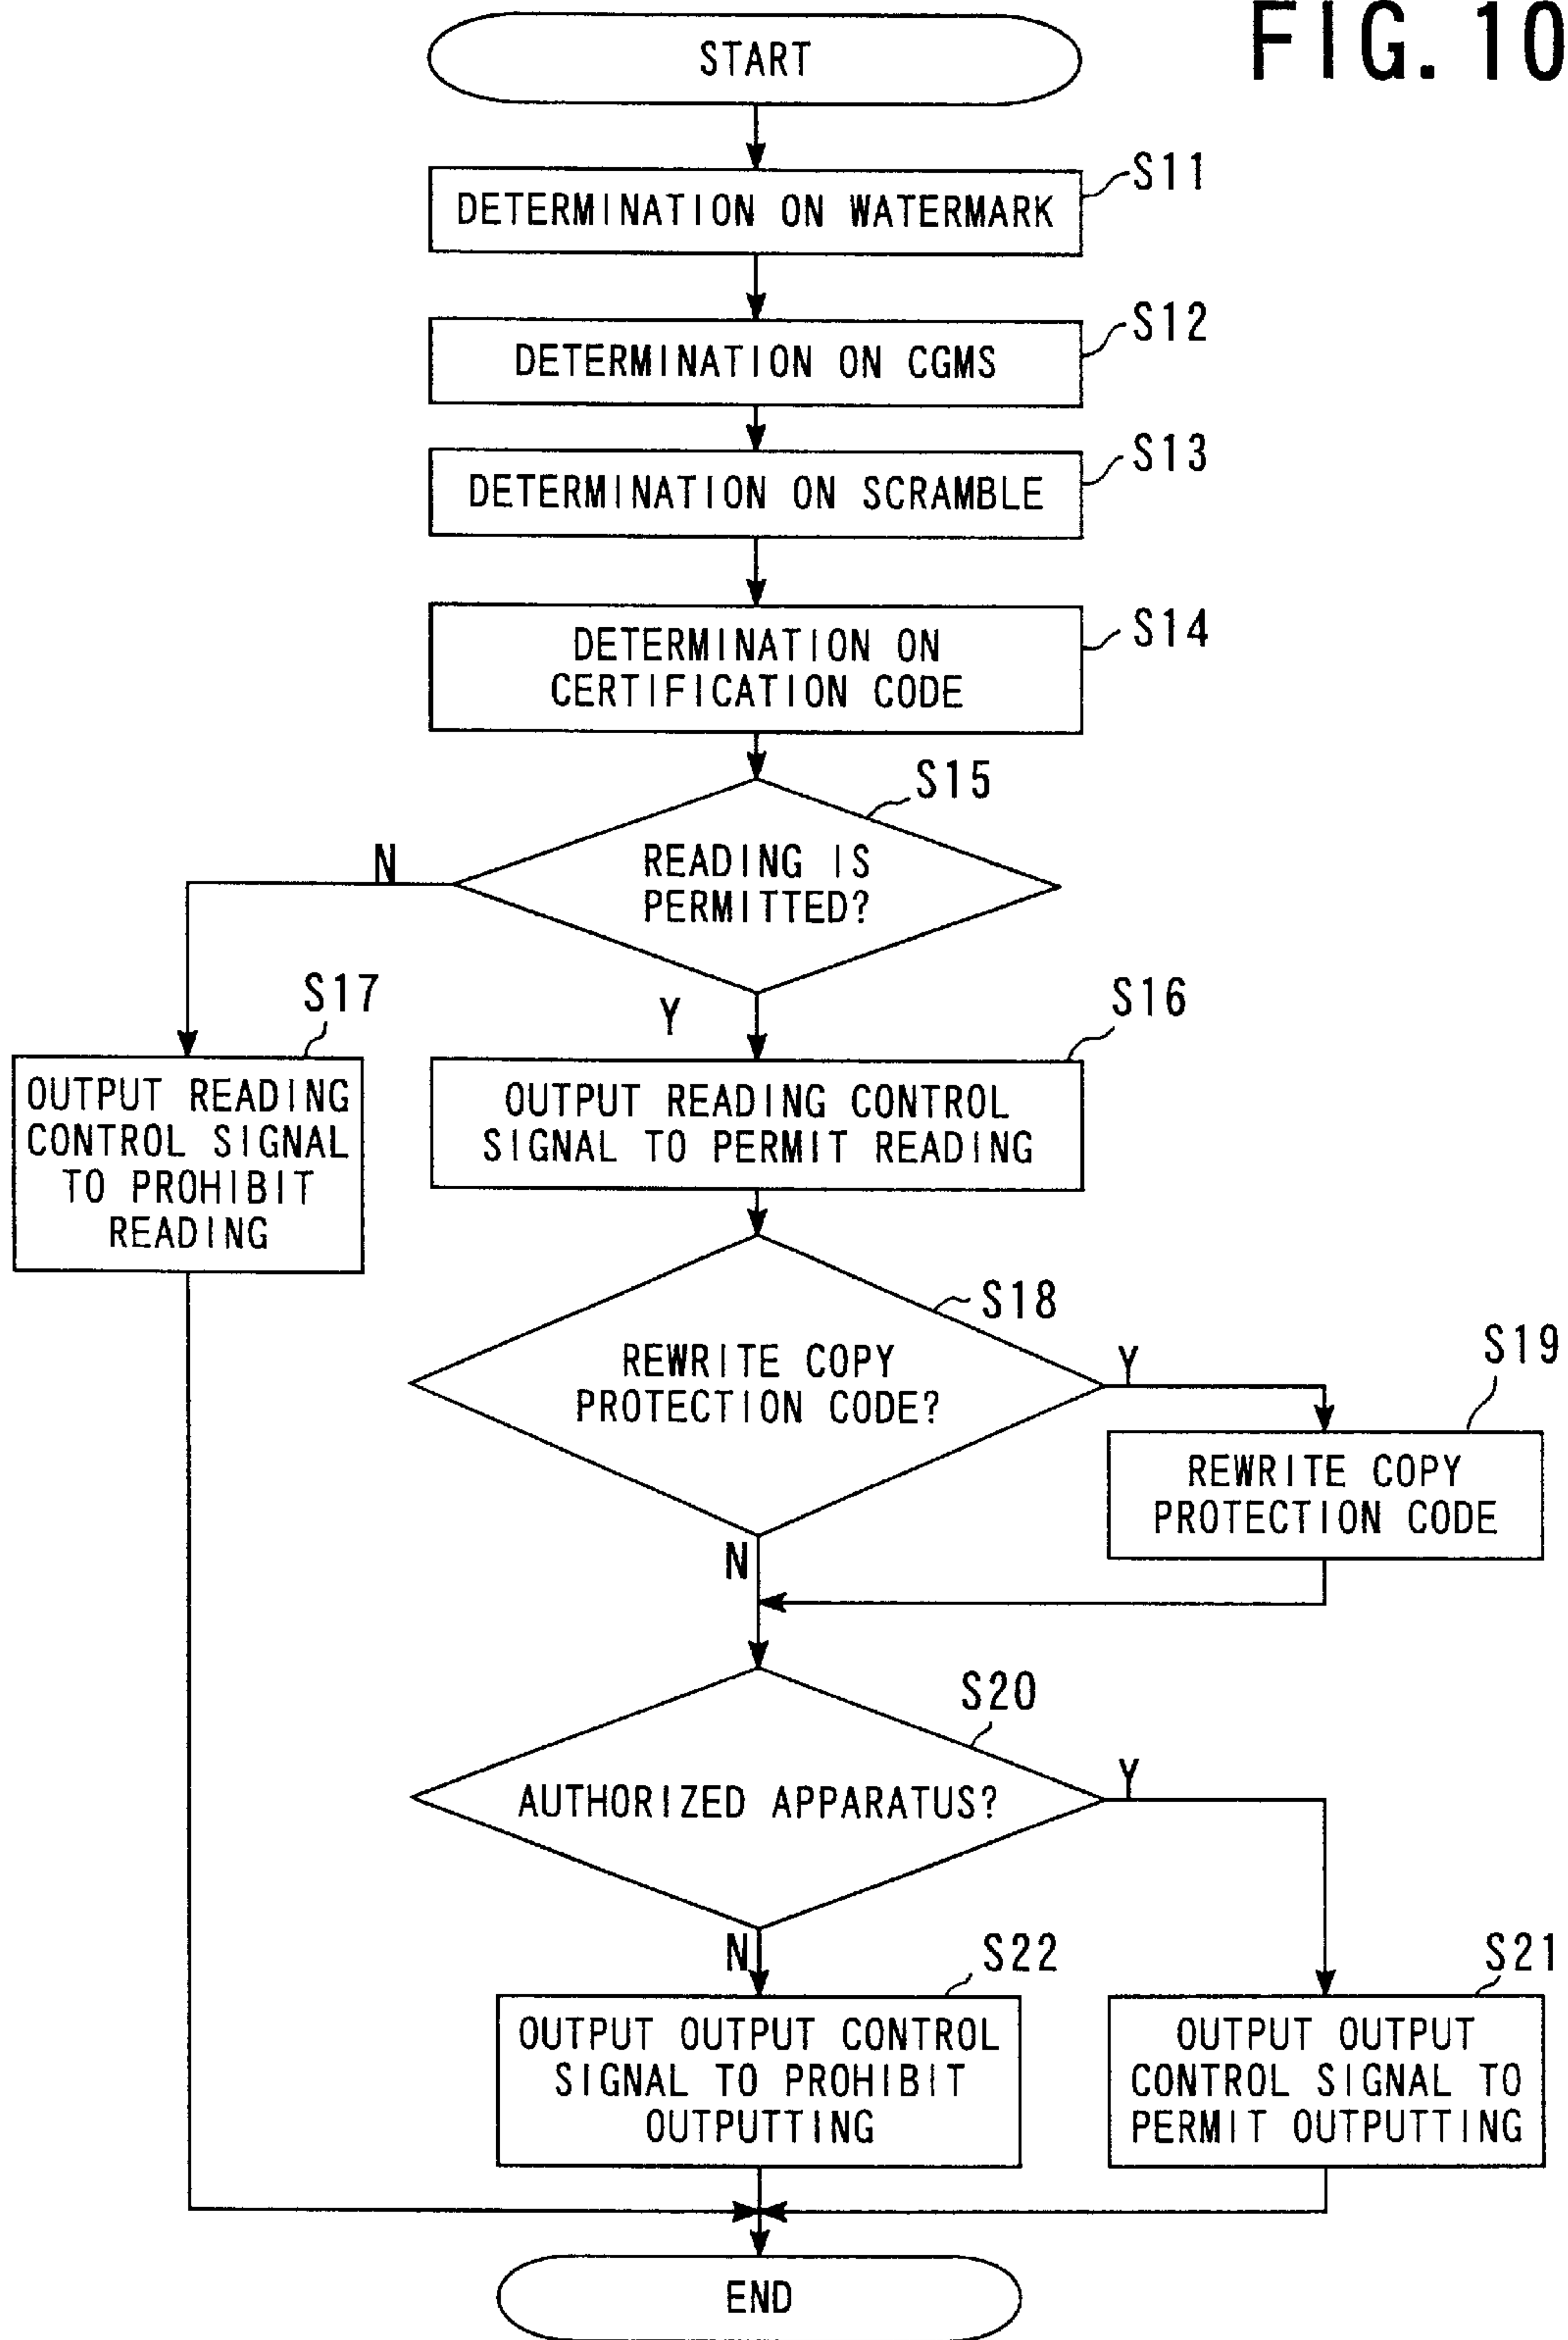 FIG. 10
START
S11
DETERMINATION ON WATERMARK
S12
DETERMINATION ON CGMS
S13
DETERMINATION ON SCRAMBLE
S14
DETERMINATION ON
CERTIFICATION CODE
S15
READING IS
PERMITTED?
N
Y
S17
OUTPUT READING
CONTROL SIGNAL
TO PROHIBIT
READING
S16
OUTPUT READING CONTROL
SIGNAL TO PERMIT READING
S18
REWRITE COPY
PROTECTION CODE?
Y
N
S19
REWRITE COPY
PROTECTION CODE
S20
AUTHORIZED APPARATUS?
Y
N
S22
OUTPUT OUTPUT CONTROL
SIGNAL TO PROHIBIT
OUTPUTTING
S21
OUTPUT OUTPUT
CONTROL SIGNAL TO
PERMIT OUTPUTTING
END